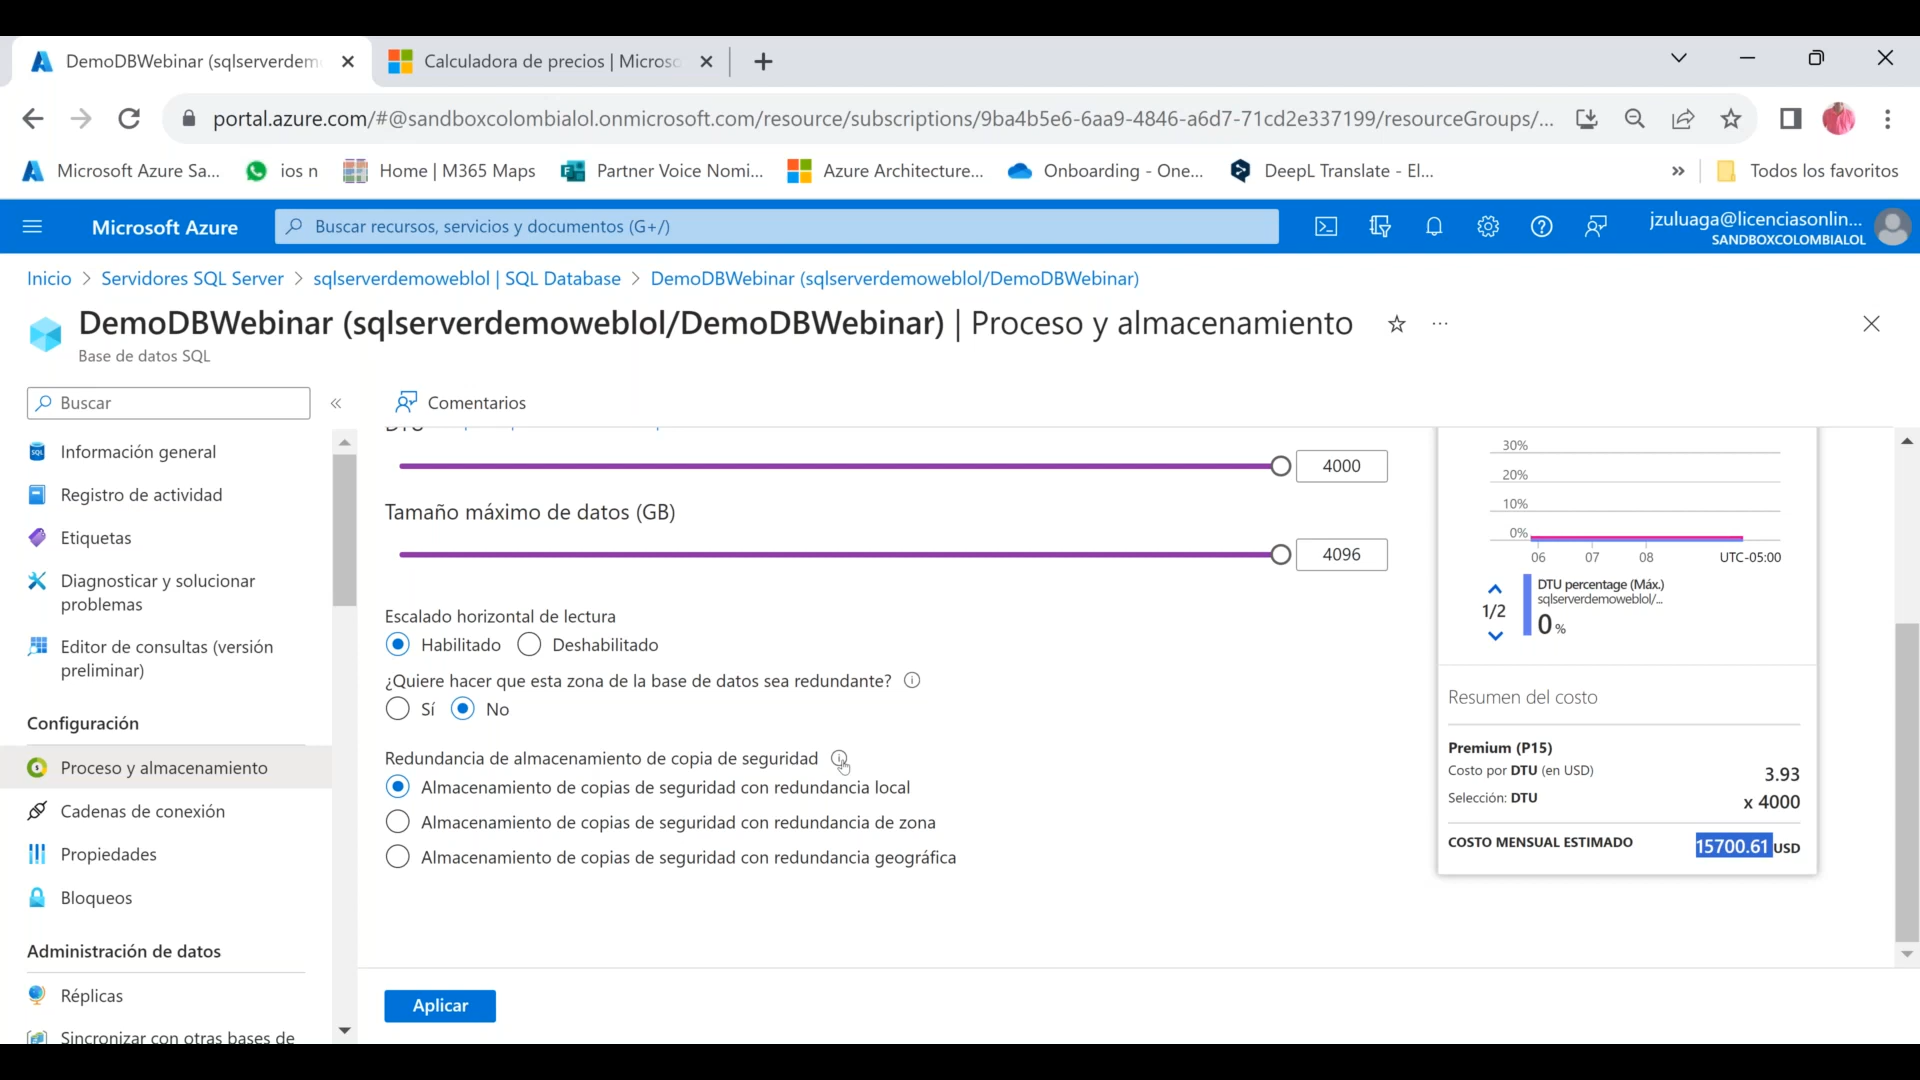 DemoDBWebinar (sqlserverdem
Calculadora de precios | Micros
portal.azure.com/#@sandboxcolombialol.onmicrosoft.com/resource/subscriptions/9ba4b5e6-6aa9-4846-a6d7-71cd2e337199/resourceGroups/...
Microsoft Azure Sa...
ios n
Home | M365 Maps
Partner Voice Nomi...
Azure Architecture...
Onboarding - One...
DeepL Translate - El...
»
Todos los favoritos
Microsoft Azure
Buscar recursos, servicios y documentos (G+/)
jzuluaga@licenciasonlin...
SANDBOXCOLOMBIALOL
Inicio > Servidores SQL Server > sqlserverdemoweblol | SQL Database > DemoDBWebinar (sqlserverdemoweblol/DemoDBWebinar)
DemoDBWebinar (sqlserverdemoweblol/DemoDBWebinar) | Proceso y almacenamiento
Base de datos SQL
Buscar
«
Comentarios
Información general
Registro de actividad
Etiquetas
Diagnosticar y solucionar
problemas
Editor de consultas (versión
preliminar)
Configuración
Proceso y almacenamiento
Cadenas de conexión
Propiedades
Bloqueos
Administración de datos
Réplicas
Sincronizar con otras bases de
DTU
4000
Tamaño máximo de datos (GB)
4096
Escalado horizontal de lectura
Habilitado
Deshabilitado
¿Quiere hacer que esta zona de la base de datos sea redundante?
Sí
No
Redundancia de almacenamiento de copia de seguridad
Almacenamiento de copias de seguridad con redundancia local
Almacenamiento de copias de seguridad con redundancia de zona
Almacenamiento de copias de seguridad con redundancia geográfica
Aplicar
30%
20%
10%
0%
06
07
08
UTC-05:00
1/2
DTU percentage (Máx.)
sqlserverdemoweblol/...
0 %
Resumen del costo
Premium (P15)
Costo por DTU (en USD)
3.93
Selección: DTU
x 4000
COSTO MENSUAL ESTIMADO
15700.61 USD